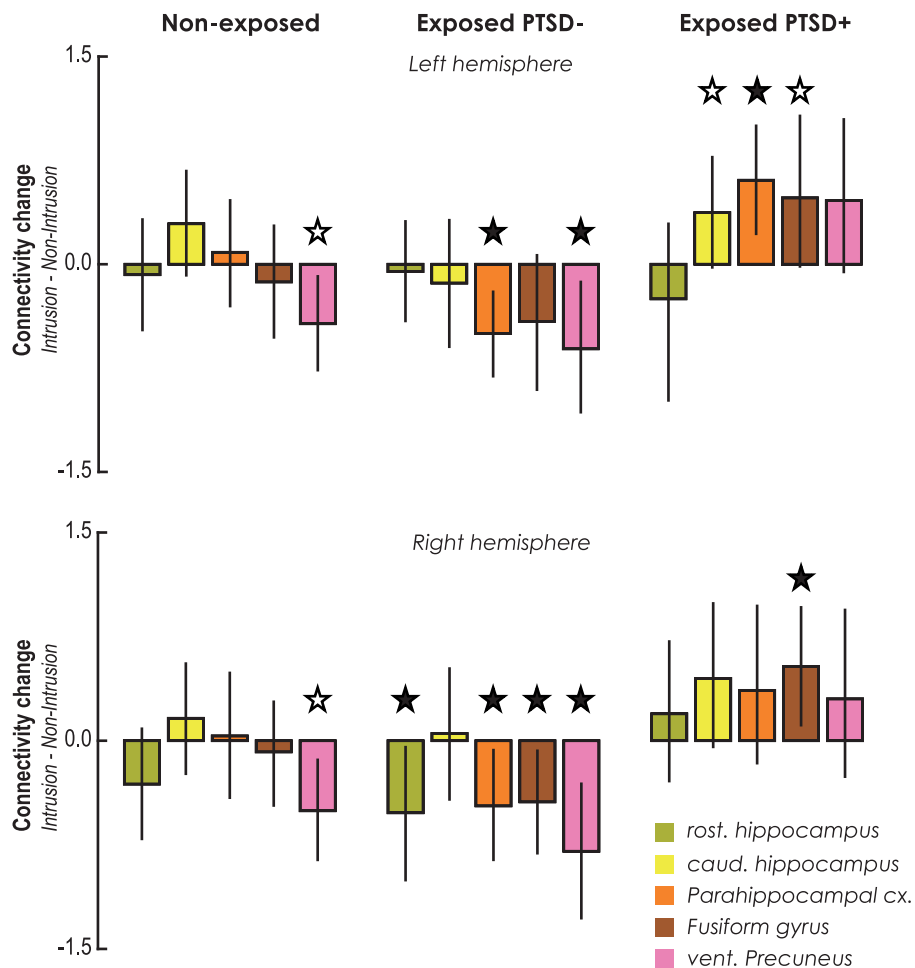 Non-exposed Exposed PTSD- Exposed PTSD+
Left hemisphere
1.5
0.0
-1.5
Connectivity change
Intrusion - Non-Intrusion
Right hemisphere
1.5
0.0
-1.5
Connectivity change
Intrusion - Non-Intrusion
rost. hippocampus
caud. hippocampus
Parahippocampal cx.
Fusiform gyrus
vent. Precuneus